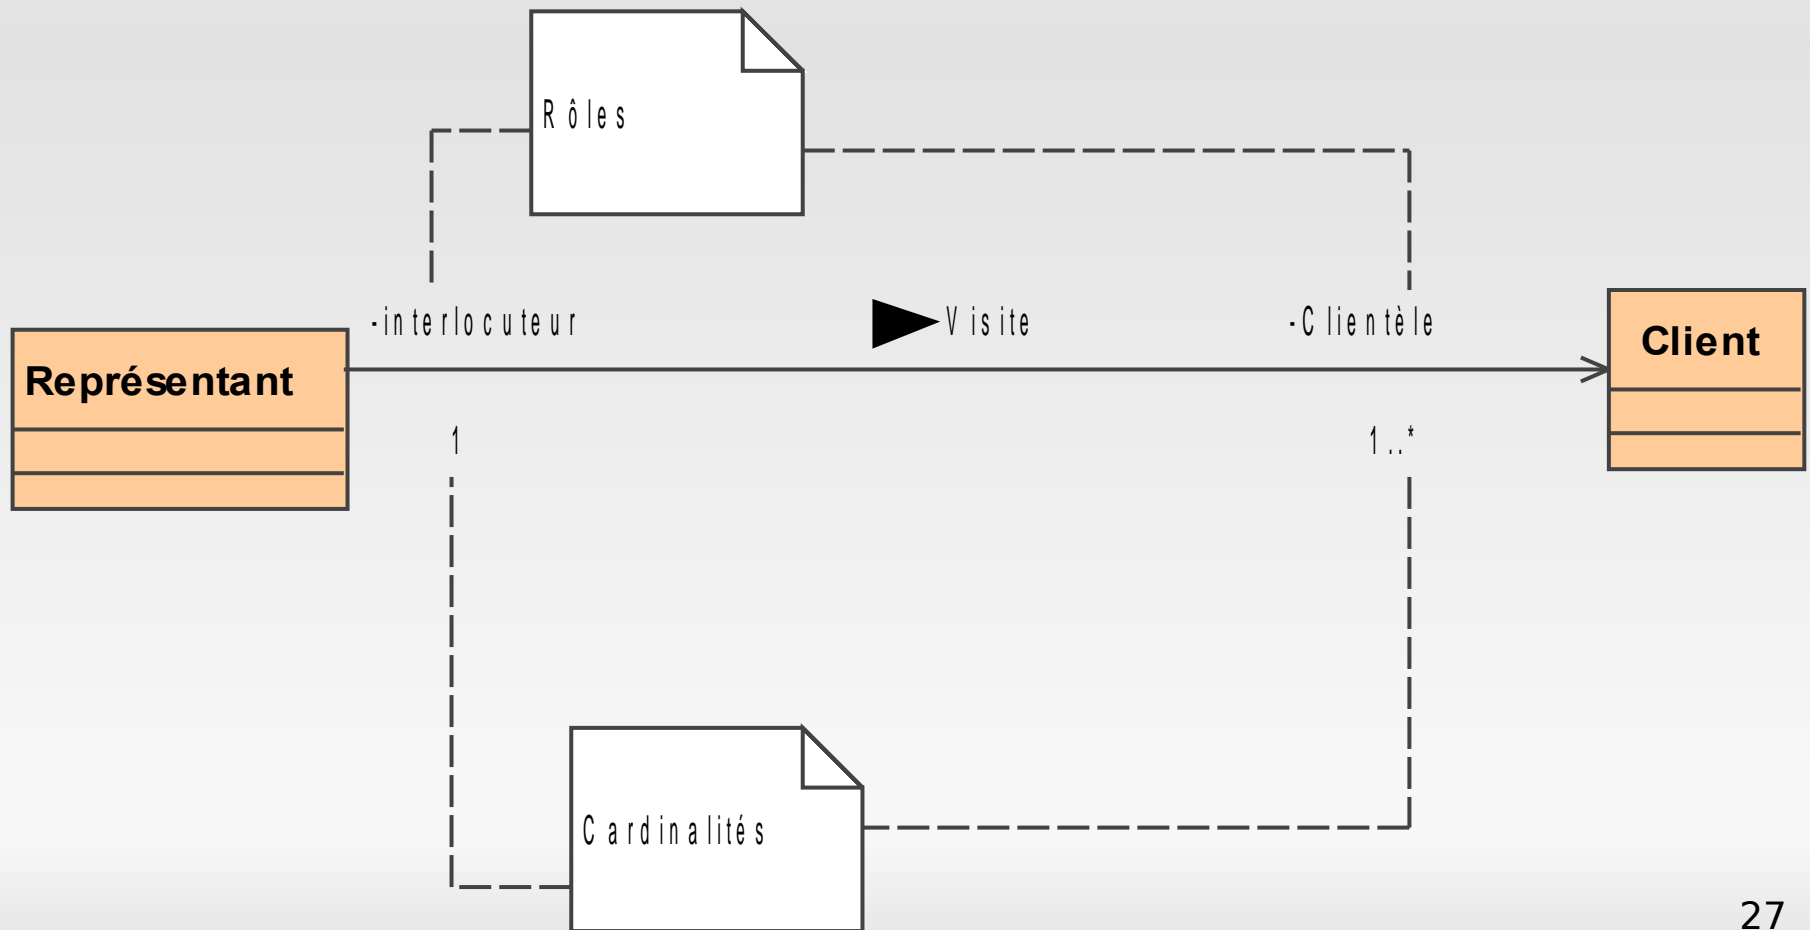 Rôles
-interlocuteur
Visite
-Clientèle
Client
Représentant
1
1..*
Cardinalités
27